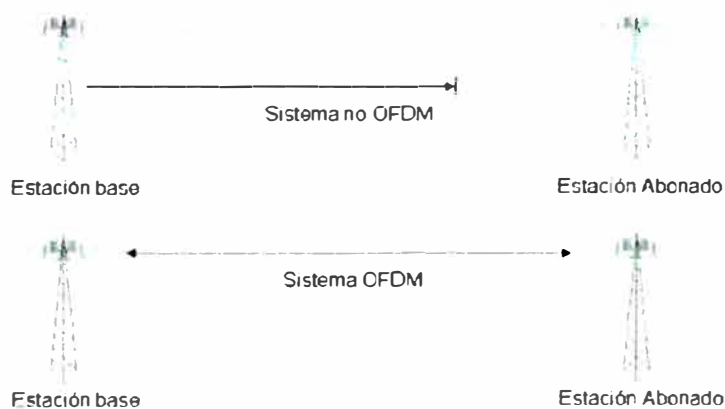 Sistema no OFDM
Estación base
Estación Abonado
Sistema OFDM
Estación base
Estación Abonado